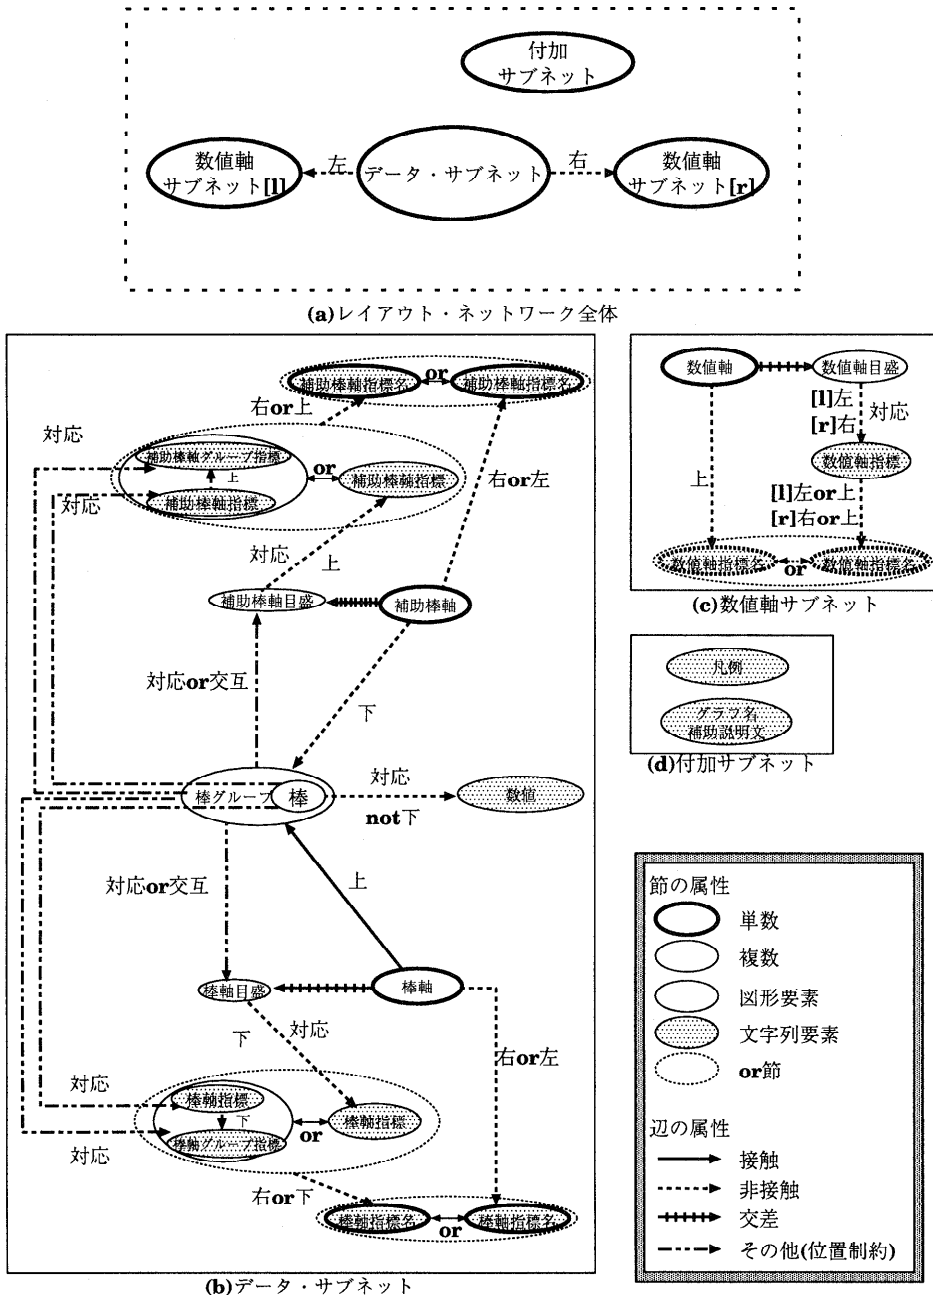 付加
サブネット
数値軸
サブネット[l]
左
データ・サブネット
右
数値軸
サブネット[r]
(a)レイアウト・ネットワーク全体
補助棒軸指標名
or
補助棒軸指標名
右or上
対応
補助棒軸グループ指標
上
補助棒軸指標
or
補助棒軸指標
対応
右or左
対応
上
補助棒軸目盛
補助棒軸
対応or交互
下
棒グループ
棒
対応
not下
数値
対応or交互
上
棒軸目盛
棒軸
下
対応
右or左
対応
棒軸指標
下
棒軸グループ指標
or
棒軸指標
対応
右or下
棒軸指標名
or
棒軸指標名
(b)データ・サブネット
数値軸
数値軸目盛
[l]左
[r]右
対応
数値軸指標
上
[l]左or上
[r]右or上
数値軸指標名
or
数値軸指標名
(c)数値軸サブネット
凡例
グラフ名
補助説明文
(d)付加サブネット
節の属性
単数
複数
図形要素
文字列要素
or節
辺の属性
接触
非接触
交差
その他(位置制約)